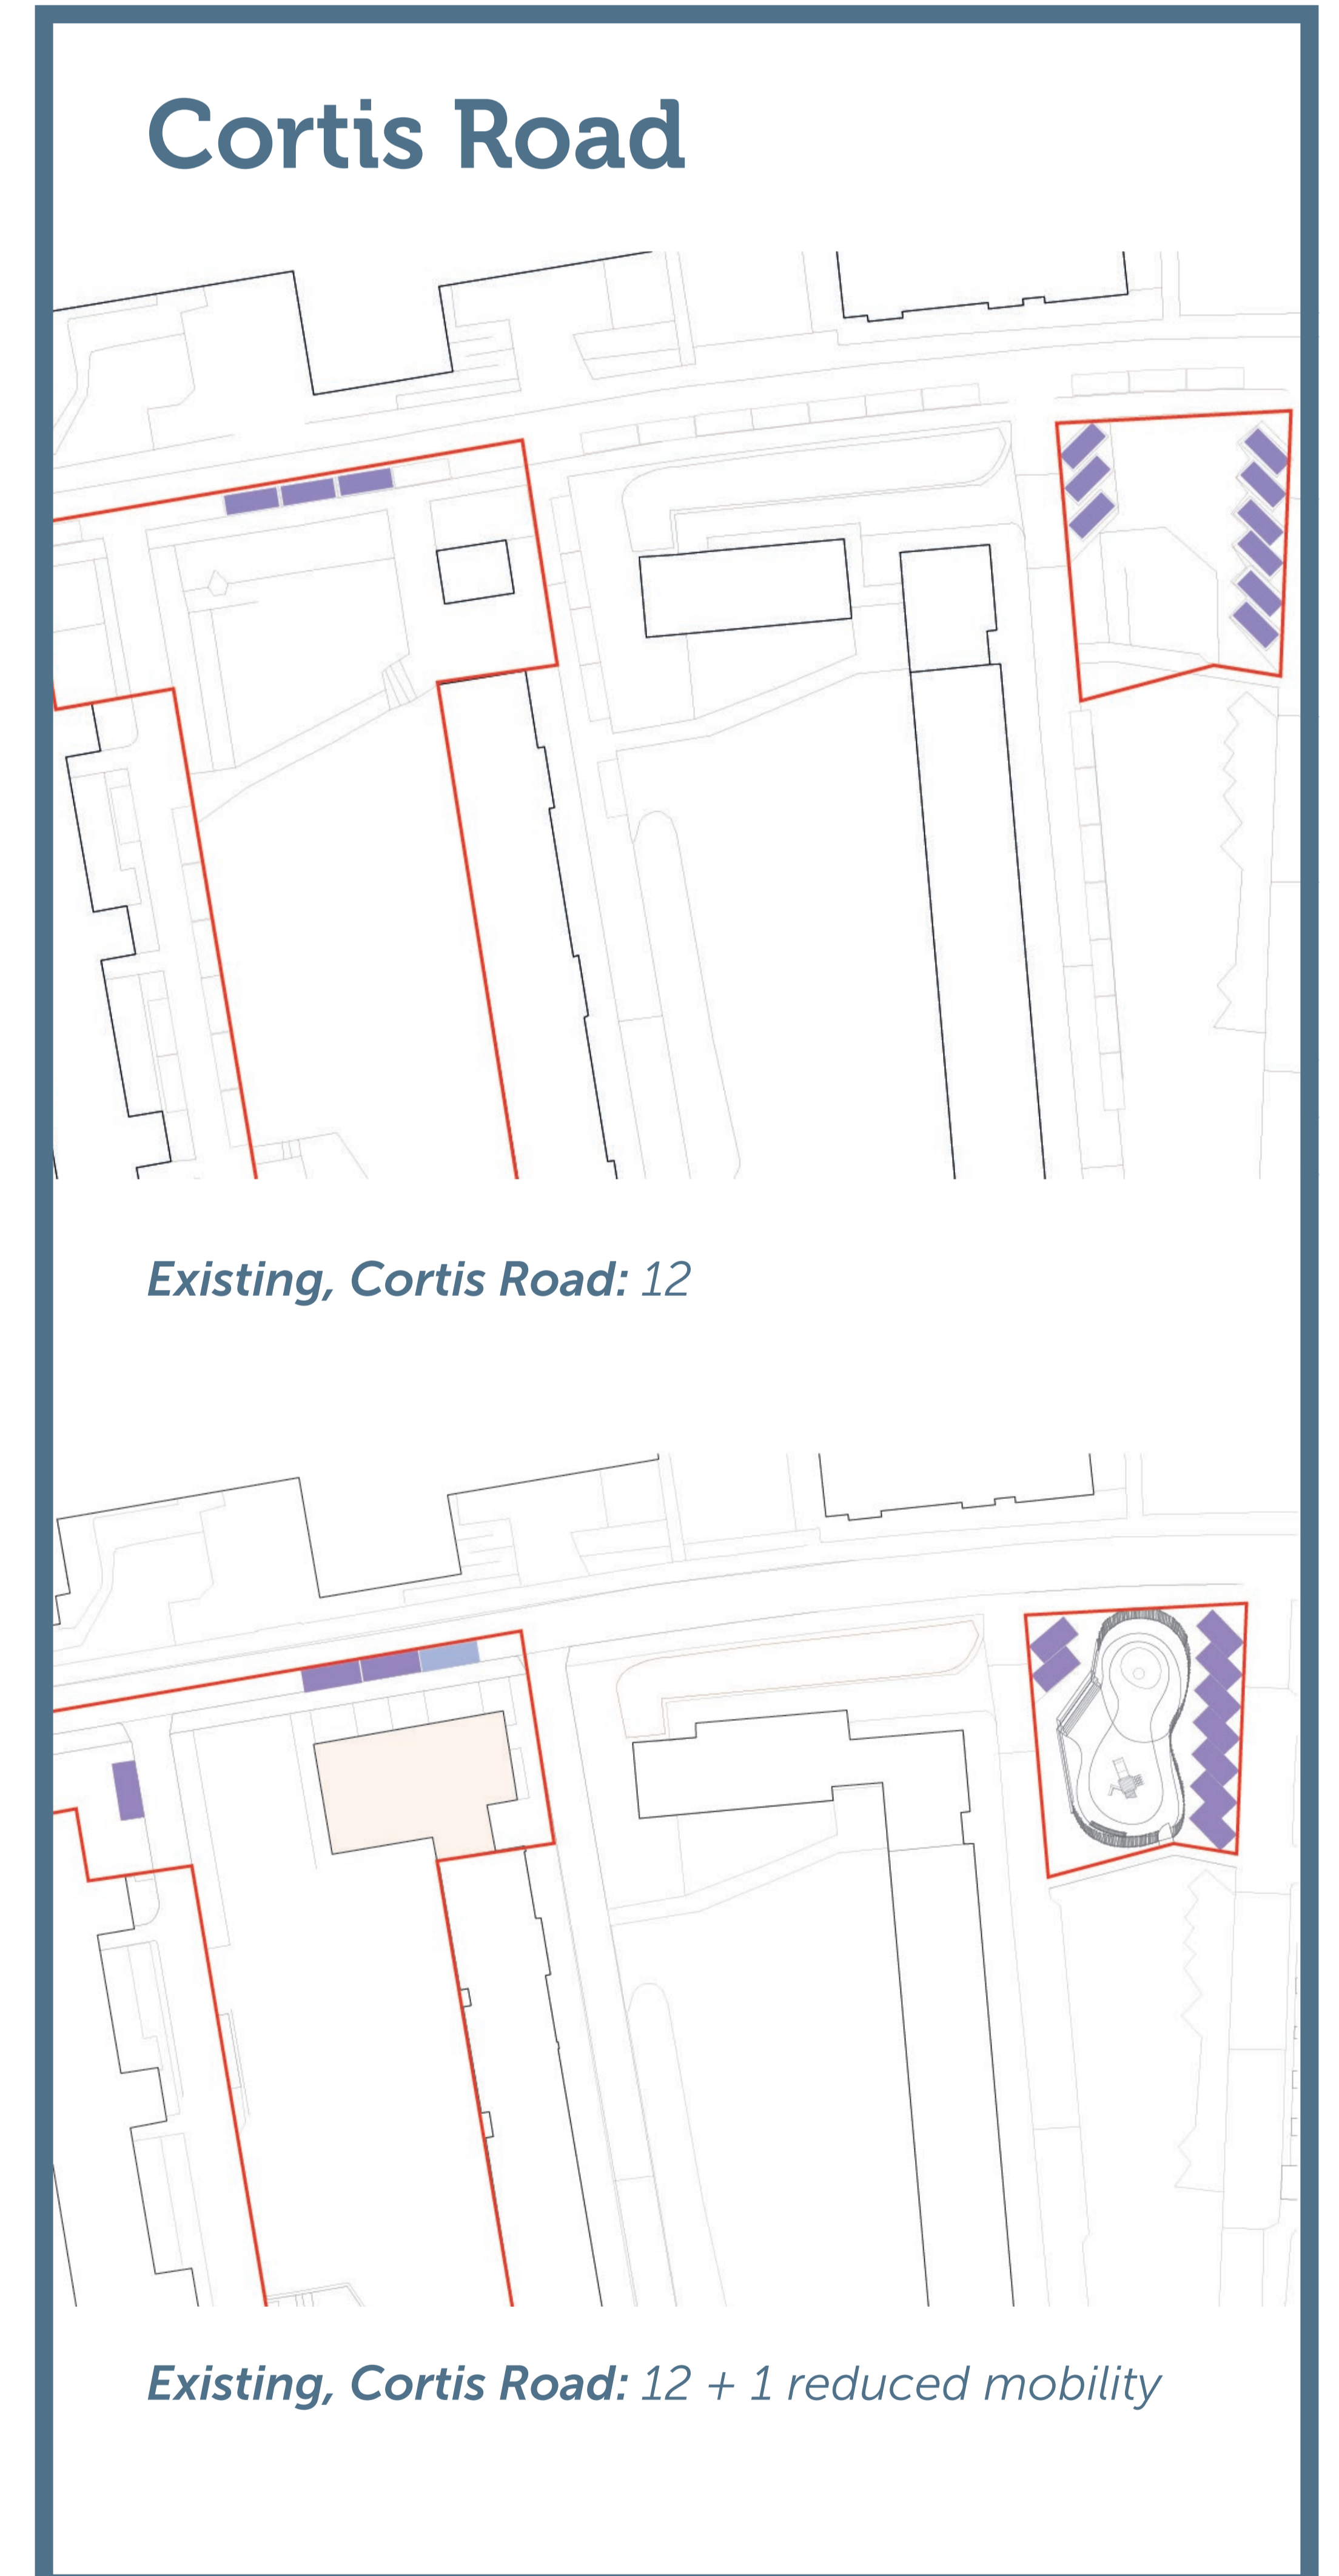 Cortis Road
Existing, Cortis Road: 12
Existing, Cortis Road: 12 + 1 reduced mobility